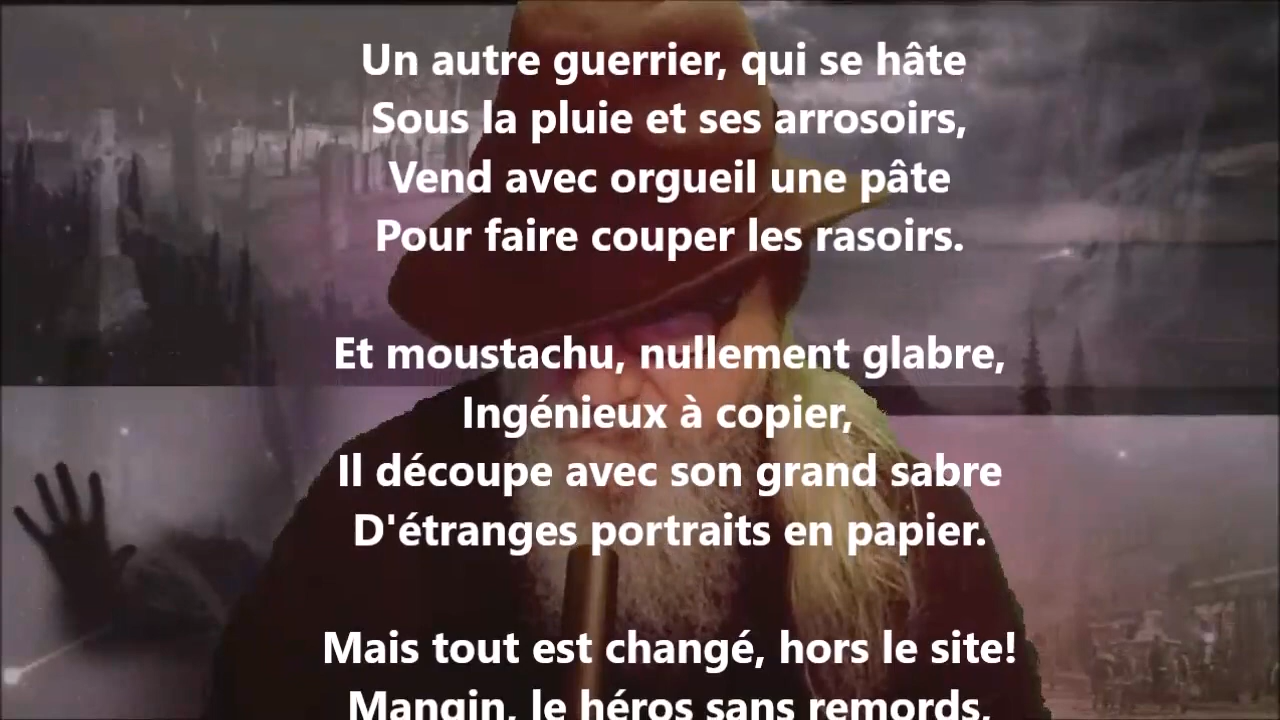 Un autre guerrier, qui se hâte
Sous la pluie et ses arrosoirs,
Vend avec orgueil une pâte
Pour faire couper les rasoirs.
Et moustachu, nullement glabre,
Ingénieux à copier,
Il découpe avec son grand sabre
D'étranges portraits en papier.
Mais tout est changé, hors le site!
Mangin, le héros sans remords,